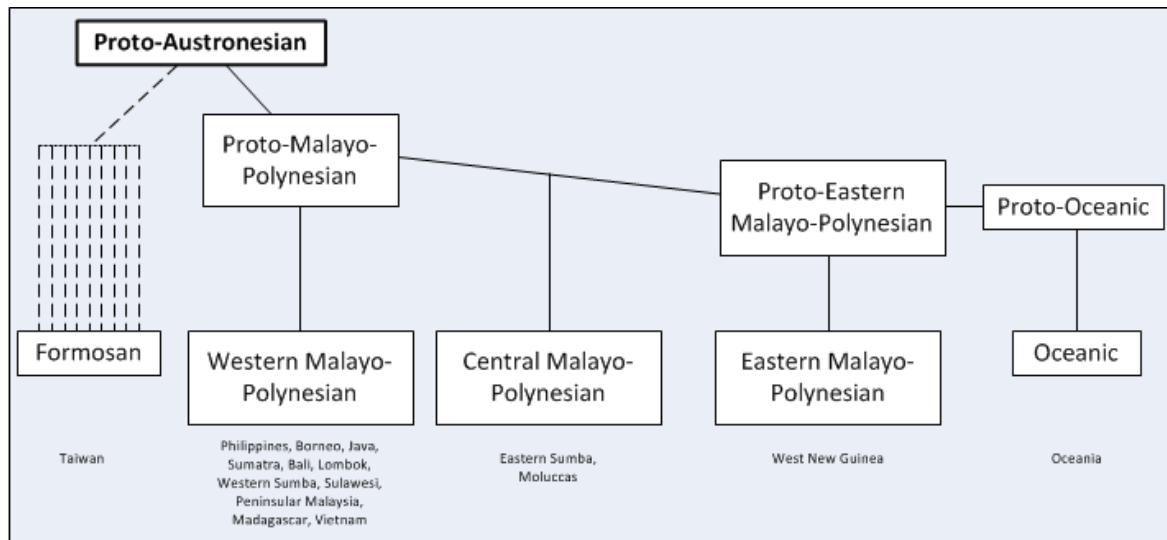 Proto-Austronesian
Proto-Malayo-
Polynesian
Proto-Eastern
Malayo-Polynesian
Proto-Oceanic
Formosan
Western Malayo-
Polynesian
Central Malayo-
Polynesian
Eastern Malayo-
Polynesian
Oceanic
Taiwan
Philippines, Borneo, Java,
Sumatra, Bali, Lombok,
Western Sumba, Sulawesi,
Peninsular Malaysia,
Madagascar, Vietnam
Eastern Sumba,
Moluccas
West New Guinea
Oceania